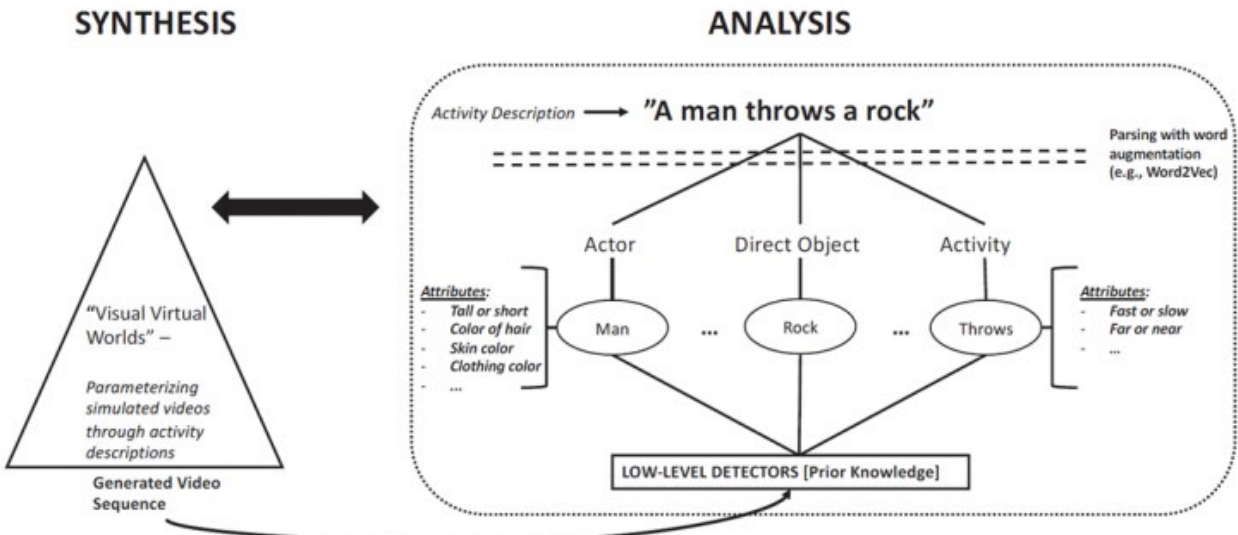 SYNTHESIS
ANALYSIS
Activity Description
"A man throws a rock"
Parsing with word
augmentation
(e.g., Word2Vec)
Actor
Direct Object
Activity
"Visual Virtual
Worlds" –
Parameterizing
simulated videos
through activity
descriptions
Generated Video
Sequence
Attributes:
- Tall or short
- Color of hair
- Skin color
- Clothing color
- ...
Man
...
Rock
...
Throws
Attributes:
- Fast or slow
- Far or near
- ...
LOW-LEVEL DETECTORS [Prior Knowledge]